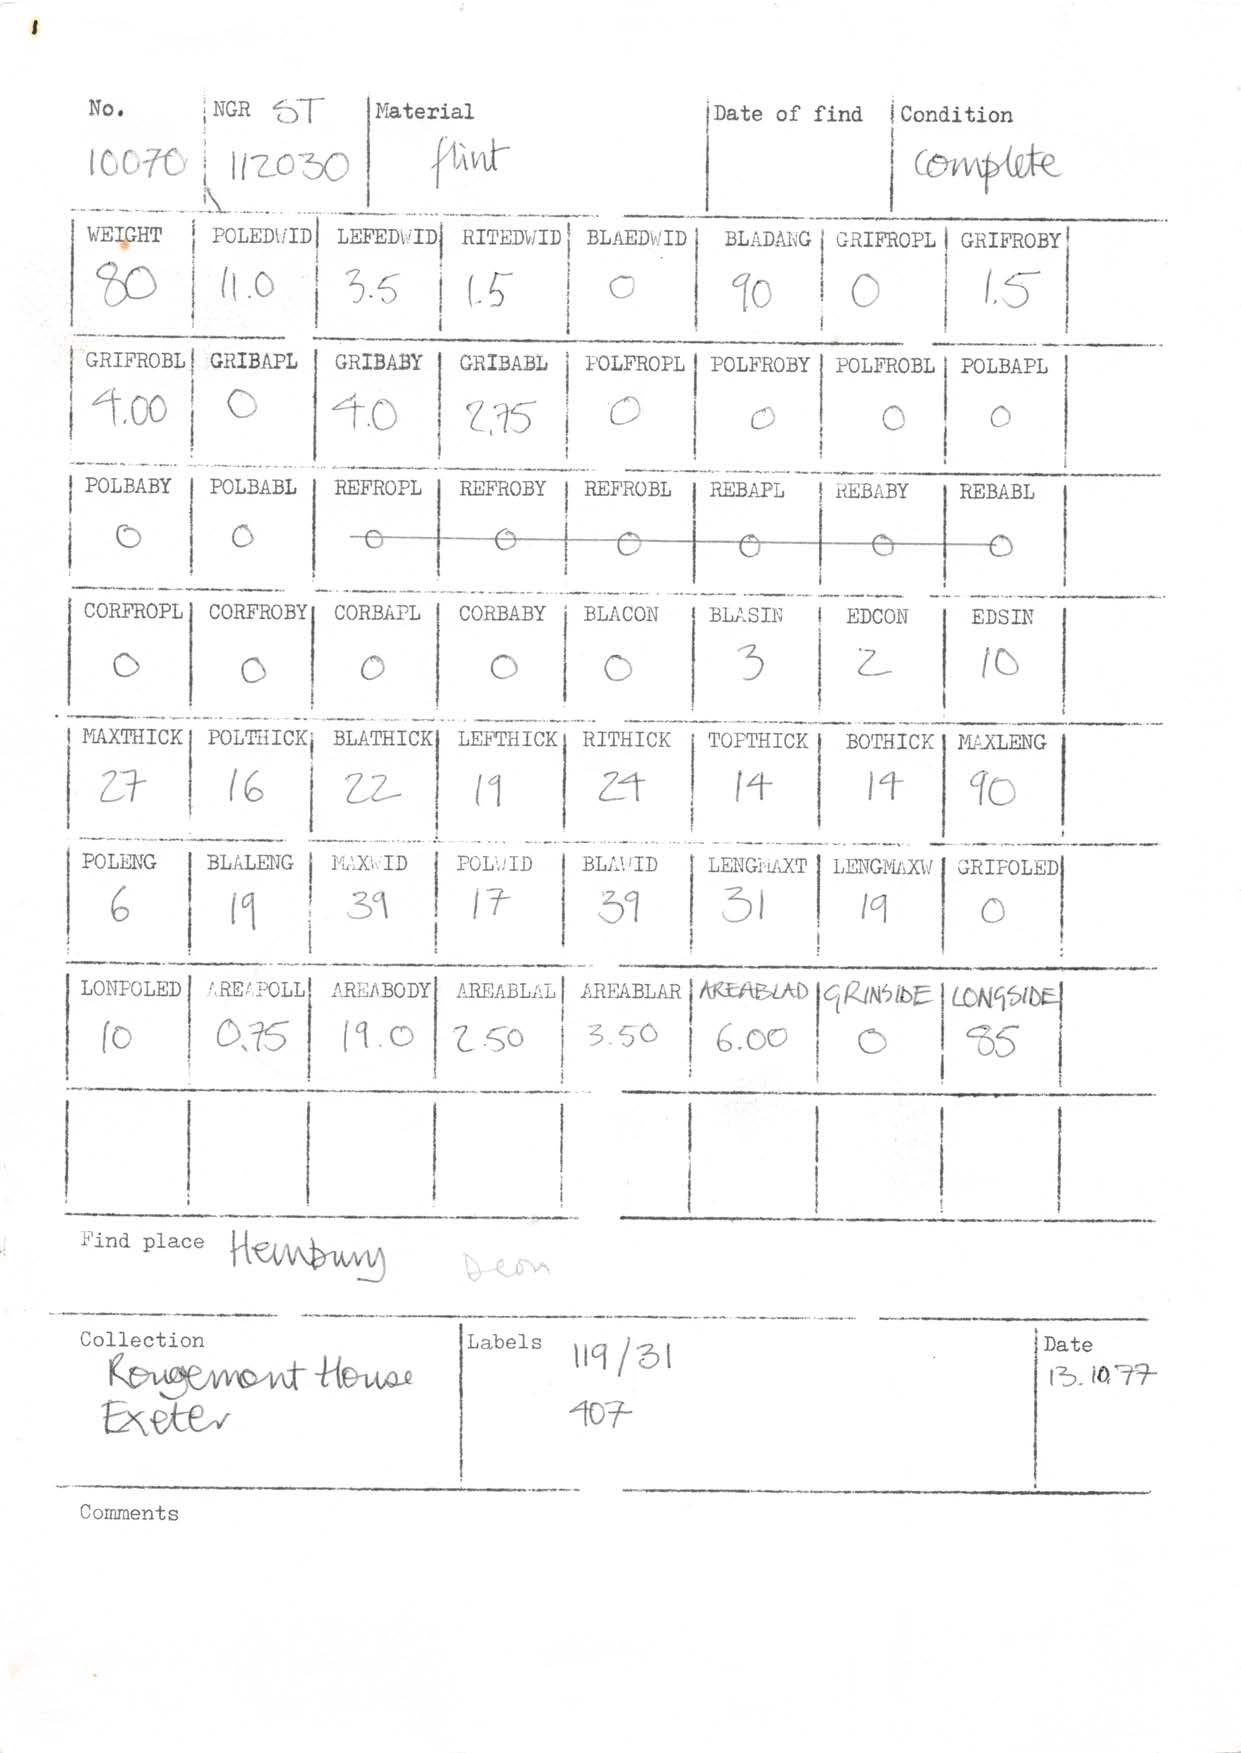 1
No. NGR ST Material Date of find Condition
10070 112030 flint complete
WEIGHT POLEDWID LEFEDWID RITEDWID BLAEDWID BLADANG GRIFROPL GRIFROBY
80 11.0 3.5 1.5 0 90 0 1.5
GRIFROBL GRIBAPL GRIBABY GRIBABL POLFROPL POLFROBY POLFROBL POLBAPL
4.00 0 4.0 2.75 0 0 0 0
POLBABY POLBABL REFROPL REFROBY REFROBL REBAPL REBABY REBABL
0 0 0 0 0 0 0 0
CORFROPL CORFROBY CORBAPL CORBABY BLACON BLASIN EDCON EDSIN
0 0 0 0 0 3 2 10
MAXTHICK POLTHICK BLATHICK LEFTHICK RITHICK TOPTHICK BOTHICK MAXLENG
27 16 22 19 24 14 14 90
POLENG BLALENG MAXWID POLWID BLAWID LENGMAXT LENGMAXW GRIPOLED
6 19 39 17 39 31 19 0
LONPOLED AREAPOLL AREABODY AREABLAL AREABLAR AREABLAD GRINSIDE LONGSIDE
10 0.75 19.0 2.50 3.50 6.00 0 85
Find place Hembury
Collection Labels 119/31 Date
Rougemont House 13.10.77
Exeter 407
Comments